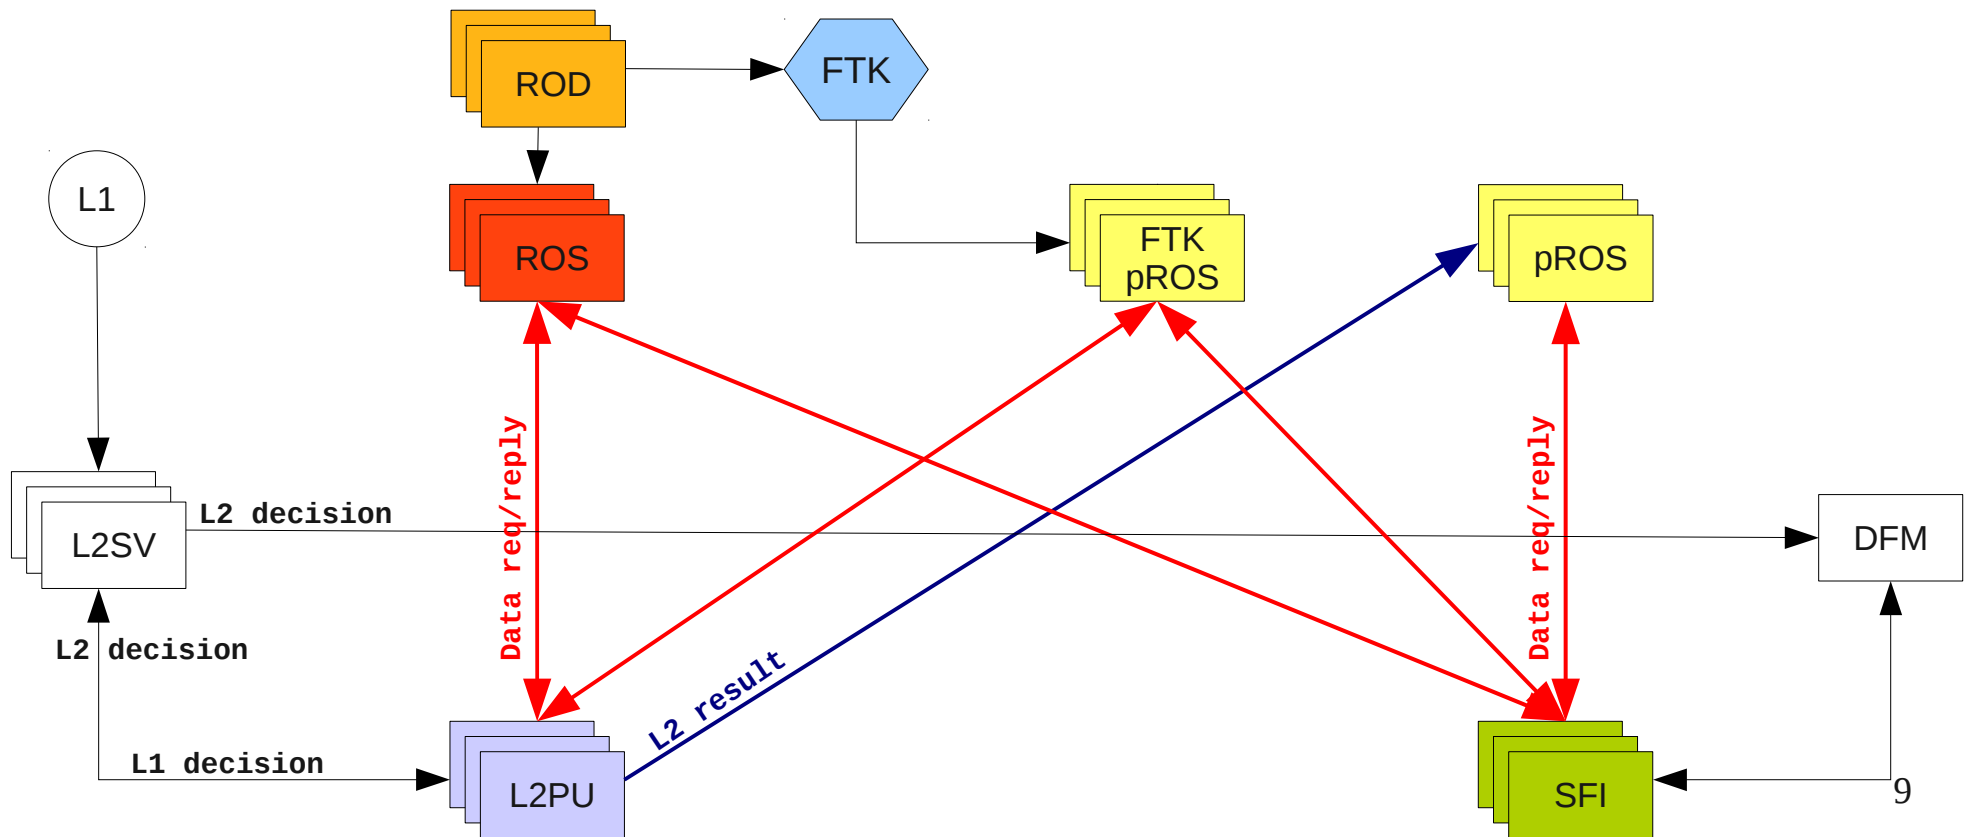 ROD
FTK
L1
ROS
FTK
pROS
pROS
Data req/reply
Data req/reply
L2 decision
L2SV
DFM
L2 decision
L2 result
L1 decision
L2PU
SFI
9